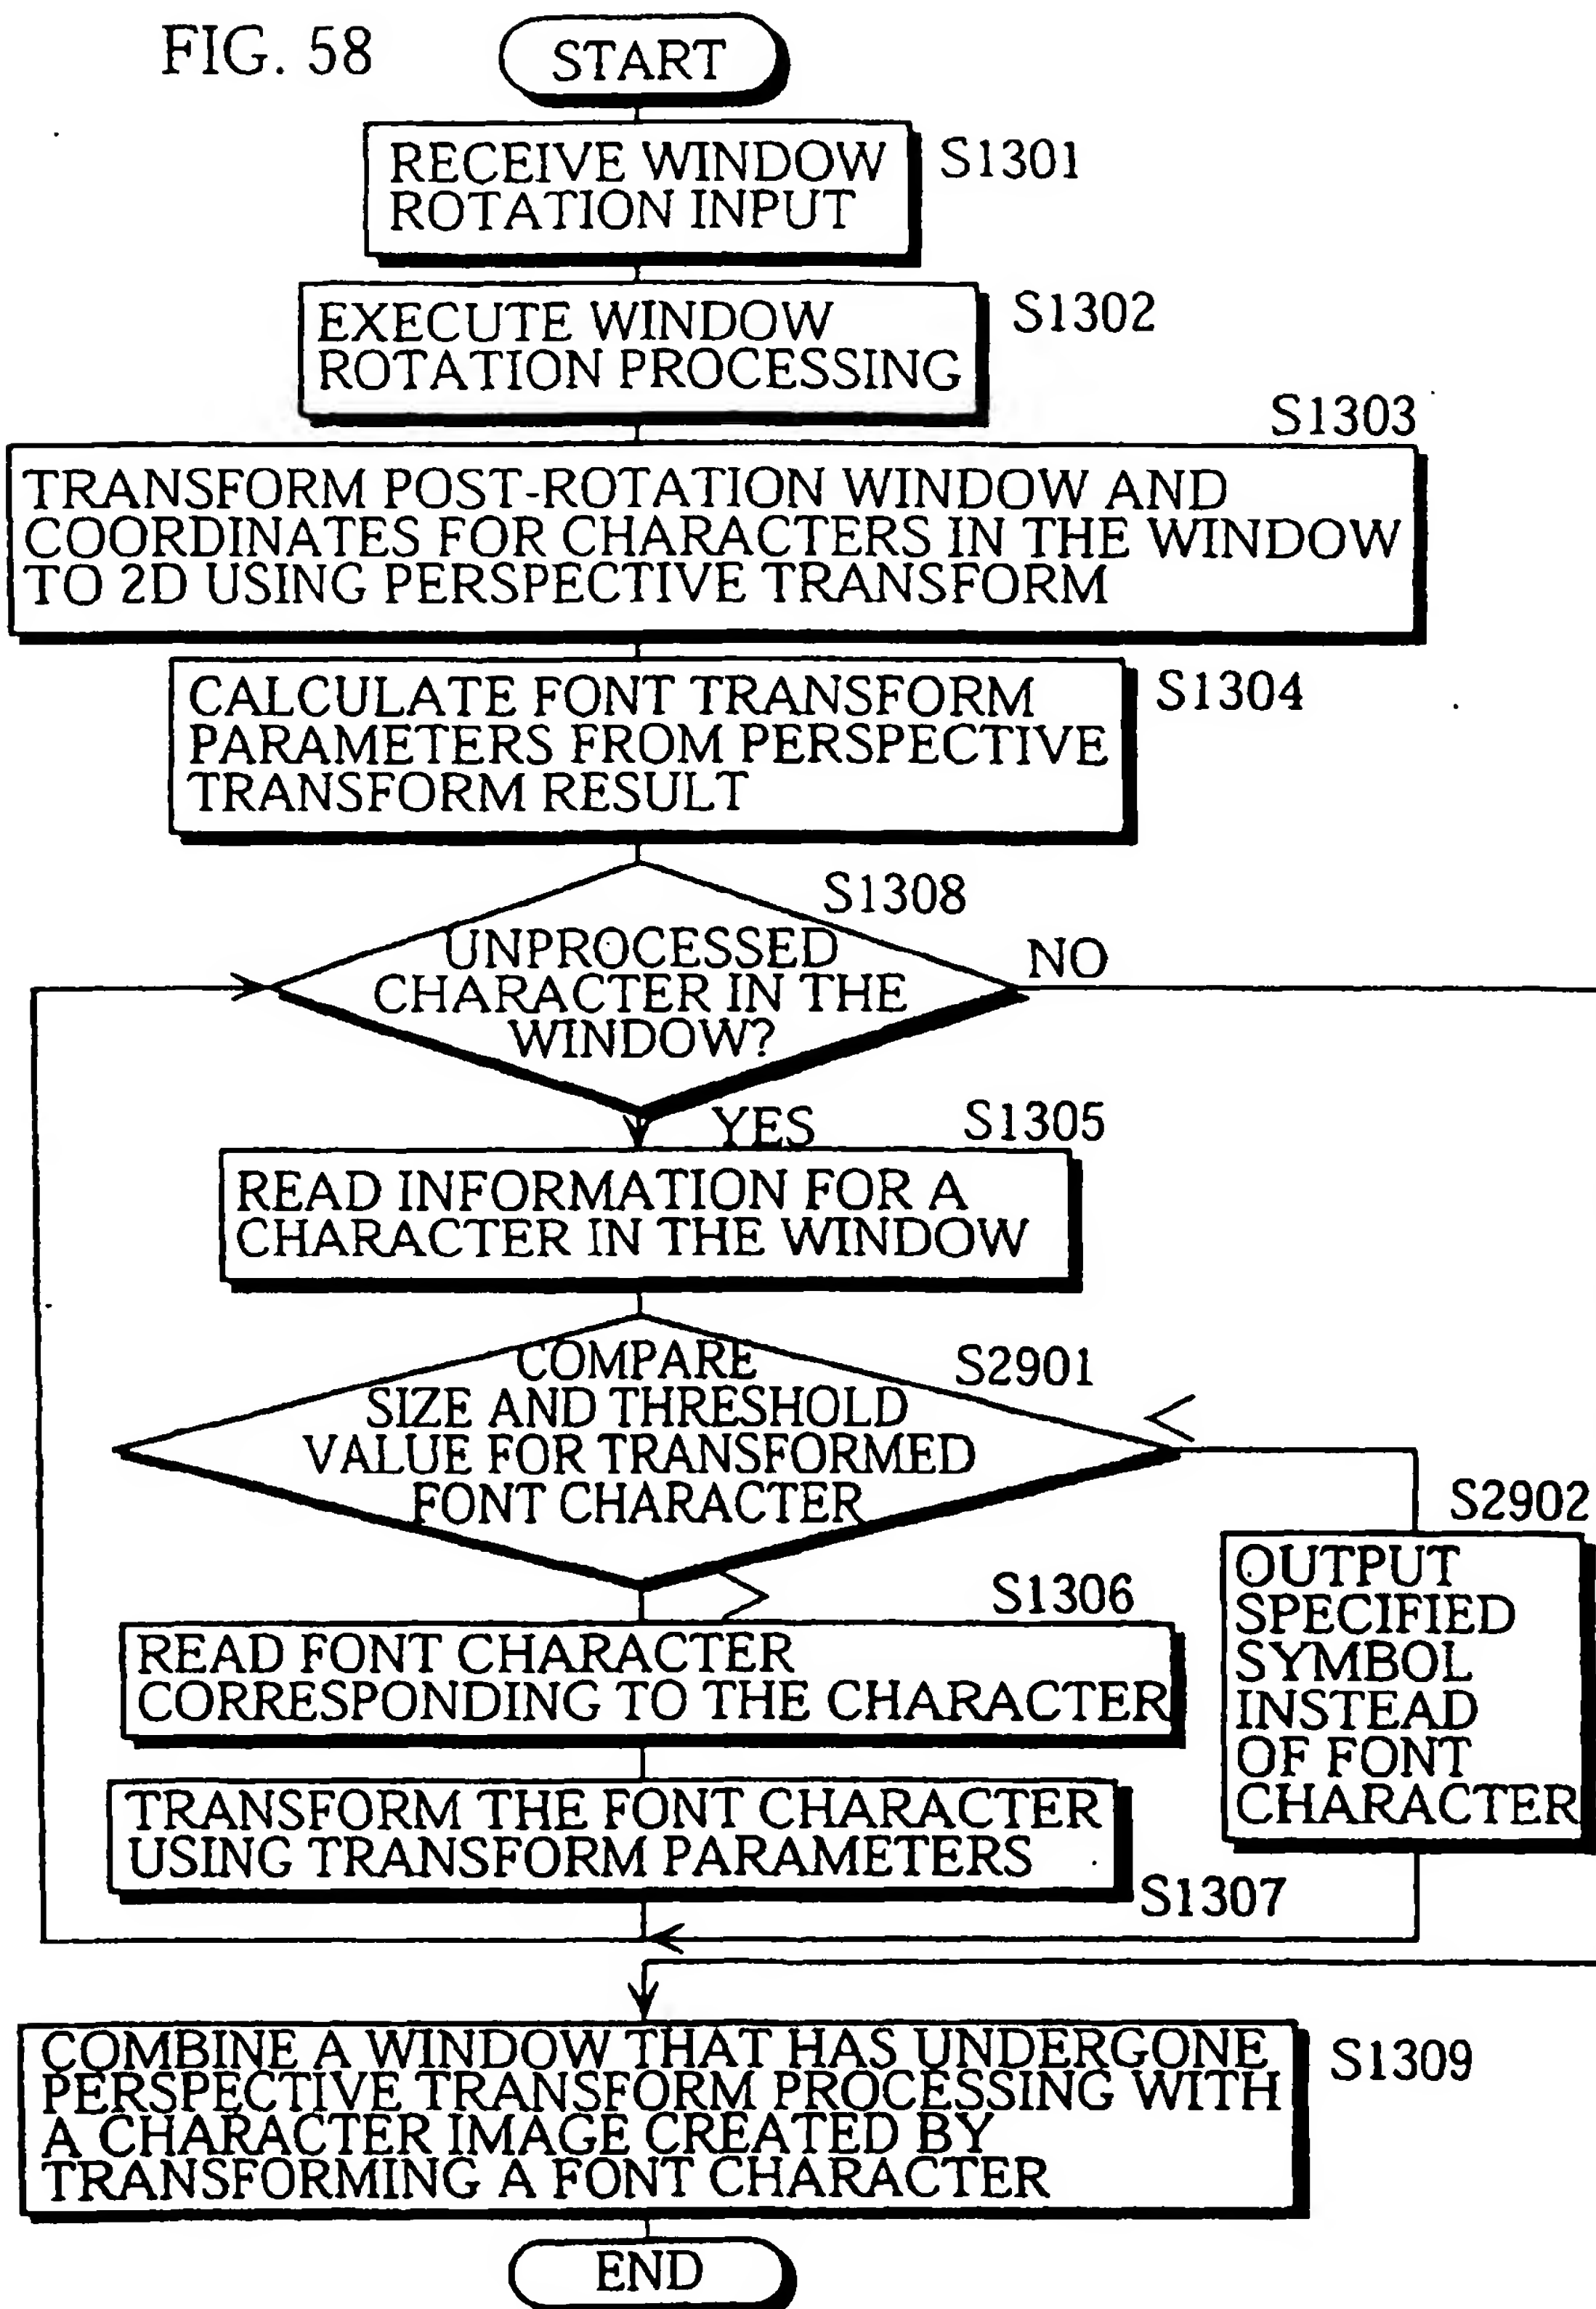 FIG. 58
START
RECEIVE WINDOW
ROTATION INPUT
S1301
EXECUTE WINDOW
ROTATION PROCESSING
S1302
S1303
TRANSFORM POST-ROTATION WINDOW AND
COORDINATES FOR CHARACTERS IN THE WINDOW
TO 2D USING PERSPECTIVE TRANSFORM
CALCULATE FONT TRANSFORM
PARAMETERS FROM PERSPECTIVE
TRANSFORM RESULT
S1304
S1308
UNPROCESSED
CHARACTER IN THE
WINDOW?
NO
YES
S1305
READ INFORMATION FOR A
CHARACTER IN THE WINDOW
COMPARE
SIZE AND THRESHOLD
VALUE FOR TRANSFORMED
FONT CHARACTER
S2901
<
>
S2902
OUTPUT
SPECIFIED
SYMBOL
INSTEAD
OF FONT
CHARACTER
S1306
READ FONT CHARACTER
CORRESPONDING TO THE CHARACTER
TRANSFORM THE FONT CHARACTER
USING TRANSFORM PARAMETERS
S1307
COMBINE A WINDOW THAT HAS UNDERGONE
PERSPECTIVE TRANSFORM PROCESSING WITH
A CHARACTER IMAGE CREATED BY
TRANSFORMING A FONT CHARACTER
S1309
END